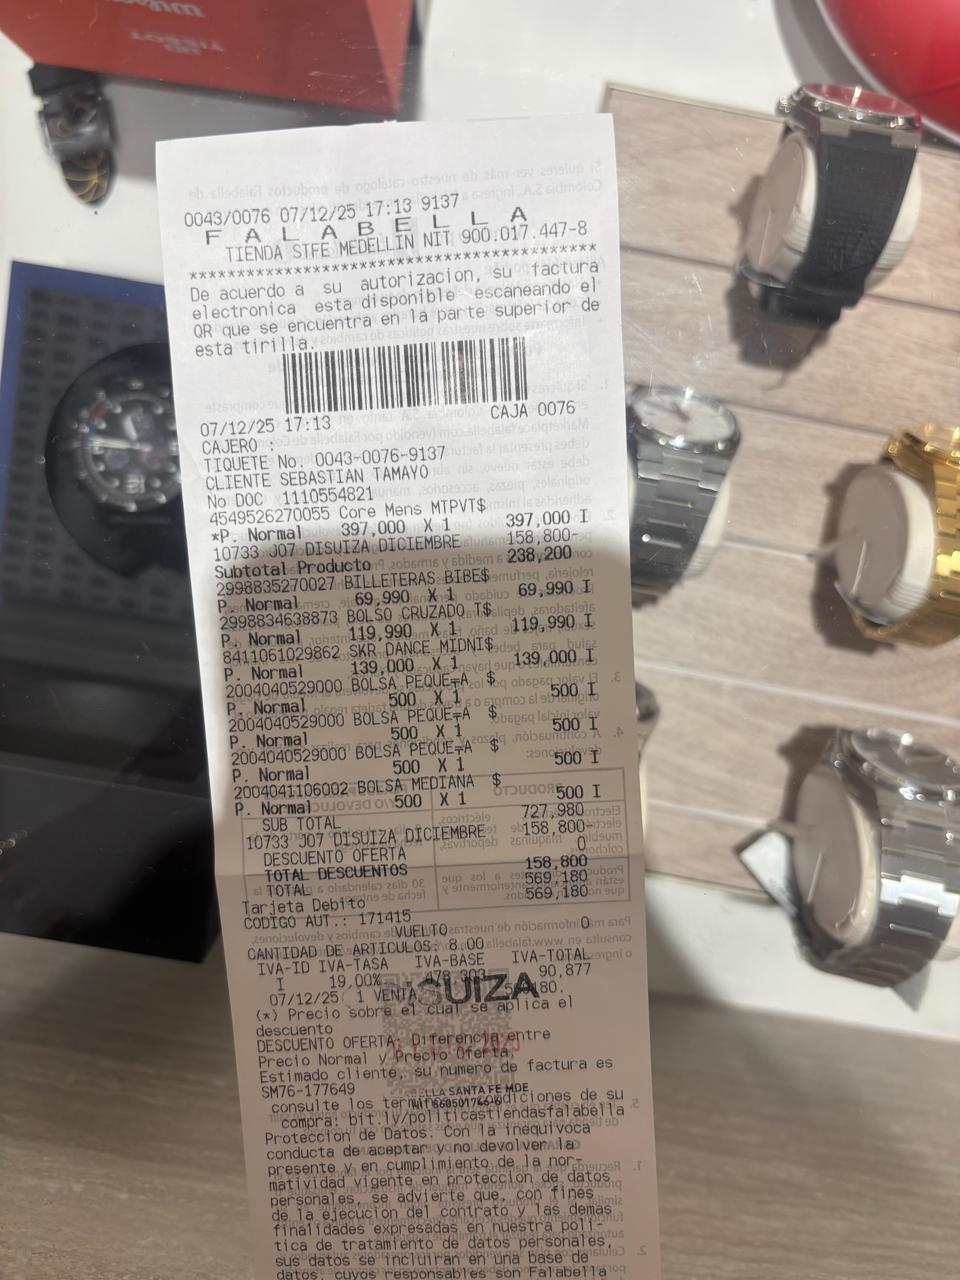 TISSOT
0043/0076 07/12/25 17:13 9137
F A L A B E L L A
TIENDA STFE MEDELLIN NIT 900.017.447-8
****************************************
De acuerdo a su autorizacion, su factura
electronica esta disponible escaneando el
QR que se encuentra en la parte superior de
esta tirilla.
07/12/25 17:13 CAJA 0076
CAJERO :
TIQUETE No. 0043-0076-9137
CLIENTE SEBASTIAN TAMAYO
No DOC 1110554821
4549526270055 Core Mens MTPVT$
*P. Normal 397,000 X 1 397,000 I
10733 J07 DISUIZA DICIEMBRE 158,800-
Subtotal Producto 238,200
2998835270027 BILLETERAS BIBE$
P. Normal 69,990 X 1 69,990 I
2998834638873 BOLSO CRUZADO T$
P. Normal 119,990 X 1 119,990 I
8411061029862 SKR DANCE MIDNI$
P. Normal 139,000 X 1 139,000 I
2004040529000 BOLSA PEQUE¬A $
P. Normal 500 X 1 500 I
2004040529000 BOLSA PEQUE¬A $
P. Normal 500 X 1 500 I
2004040529000 BOLSA PEQUE¬A $
P. Normal 500 X 1 500 I
2004041106002 BOLSA MEDIANA $
P. Normal 500 X 1 500 I
SUB TOTAL 727,980
10733 J07 DISUIZA DICIEMBRE 158,800-
DESCUENTO OFERTA 0
TOTAL DESCUENTOS 158,800
TOTAL 569,180
Tarjeta Debito 569,180
CODIGO AUT.: 171415
VUELTO 0
CANTIDAD DE ARTICULOS: 8.00
IVA-ID IVA-TASA IVA-BASE IVA-TOTAL
I 19,00% 478,303 90,877
07/12/25 1 VENTA
SUIZA
(*) Precio sobre el cual se aplica el
descuento
DESCUENTO OFERTA: Diferencia entre
Precio Normal y Precio Oferta.
Estimado cliente, su numero de factura es
SM76-177649
LLA SANTA FE MDE
consulte los terminos y condiciones de su
compra: bit.ly/politicastiendasfalabella
Proteccion de Datos. Con la inequivoca
conducta de aceptar y no devolver la
presente y en cumplimiento de la nor-
matividad vigente en proteccion de datos
personales, se advierte que, con fines
de la ejecucion del contrato y las demas
finalidades expresadas en nuestra poli-
tica de tratamiento de datos personales,
sus datos se incluiran en una base de
datos, cuyos responsables son Falabella